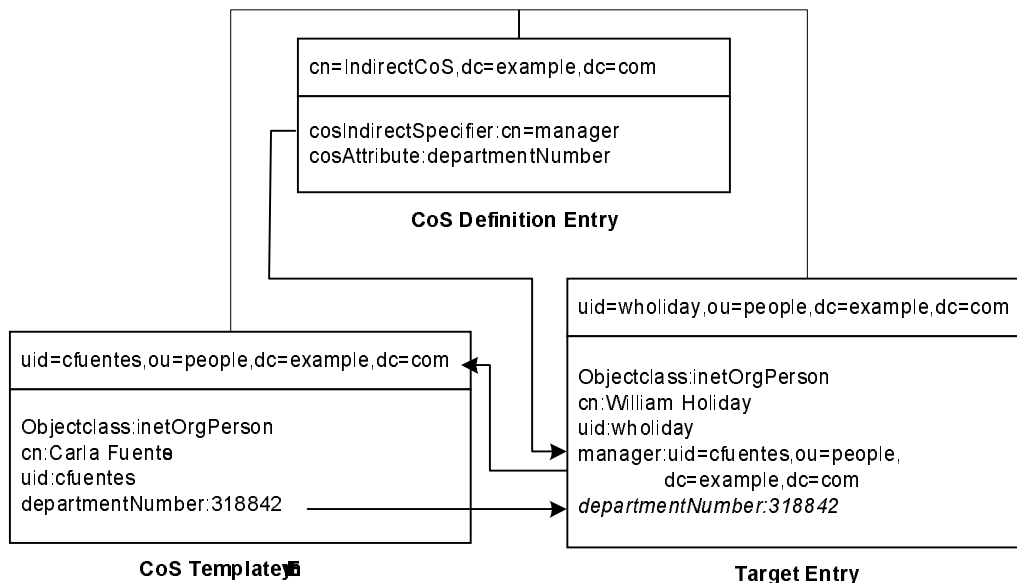 cn=IndirectCoS,dc=example,dc=com
cosIndirectSpecifier:cn=manager
cosAttribute:departmentNumber
CoS Definition Entry
uid=cfuentes,ou=people,dc=example,dc=com
Objectclass:inetOrgPerson
cn:Carla Fuentes
uid:cfuentes
departmentNumber:318842
CoS Template
uid=wholiday,ou=people,dc=example,dc=com
Objectclass:inetOrgPerson
cn:William Holiday
uid:wholiday
manager:uid=cfuentes,ou=people,
dc=example,dc=com
departmentNumber:318842
Target Entry